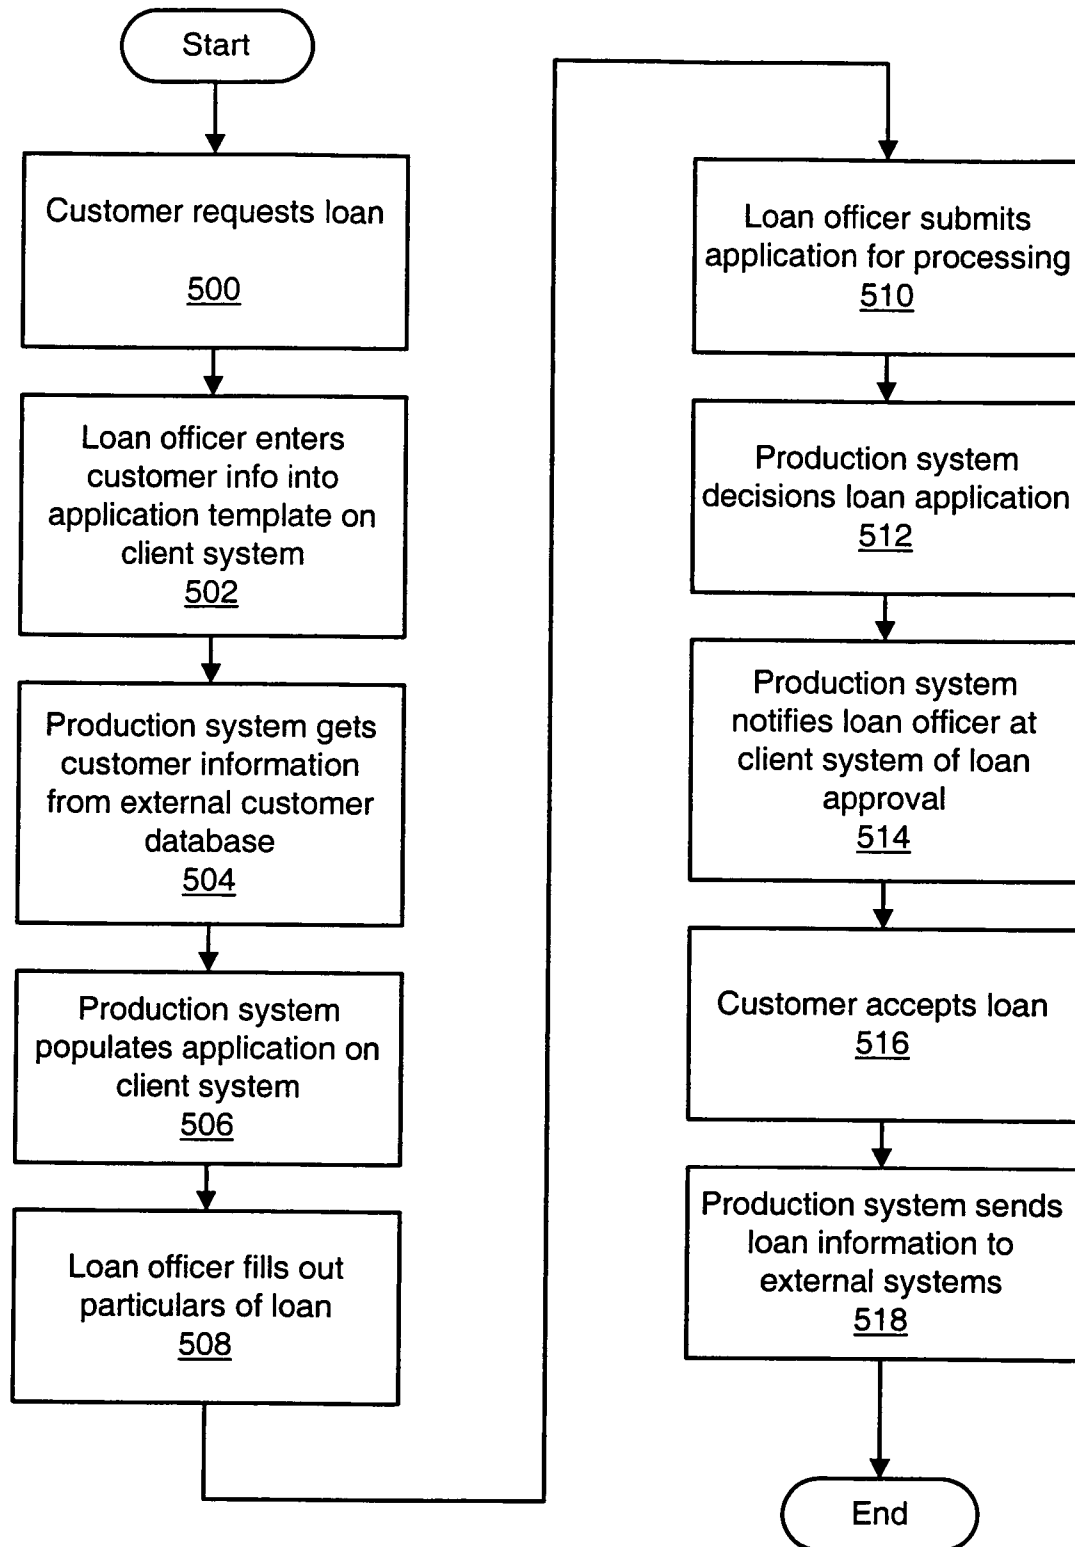 Start
Customer requests loan
500
Loan officer enters
customer info into
application template on
client system
502
Production system gets
customer information
from external customer
database
504
Production system
populates application on
client system
506
Loan officer fills out
particulars of loan
508
Loan officer submits
application for processing
510
Production system
decisions loan application
512
Production system
notifies loan officer at
client system of loan
approval
514
Customer accepts loan
516
Production system sends
loan information to
external systems
518
End